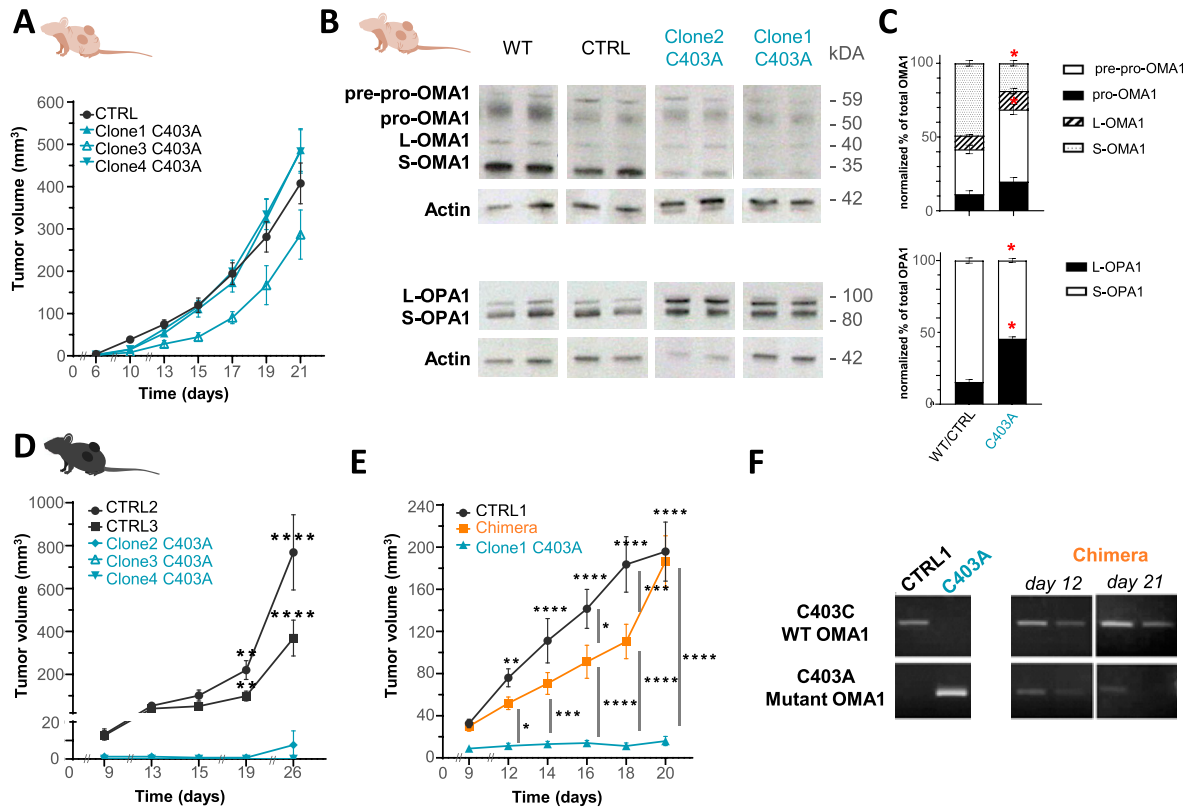 A
Tumor volume (mm³)
600
500
400
300
200
100
0
0
6
10
13
15
17
19
21
Time (days)
CTRL
Clone1 C403A
Clone3 C403A
Clone4 C403A
B
WT
CTRL
Clone2
C403A
Clone1
C403A
kDA
pre-pro-OMA1
pro-OMA1
L-OMA1
S-OMA1
Actin
- 59
- 50
- 40
- 35
- 42
L-OPA1
S-OPA1
Actin
- 100
- 80
- 42
C
normalized % of total OMA1
100
50
0
*
*
pre-pro-OMA1
pro-OMA1
L-OMA1
S-OMA1
normalized % of total OPA1
100
50
0
*
*
L-OPA1
S-OPA1
WT/CTRL
C403A
D
Tumor volume (mm³)
1000
800
600
400
200
20
0
0
9
13
15
19
26
Time (days)
CTRL2
CTRL3
Clone2 C403A
Clone3 C403A
Clone4 C403A
**
**
****
****
E
Tumor volume (mm³)
240
200
160
120
80
40
0
0
9
12
14
16
18
20
Time (days)
CTRL1
Chimera
Clone1 C403A
**
****
****
****
****
*
***
*
***
****
****
****
F
CTRL1
C403A
Chimera
day 12
day 21
C403C
WT OMA1
C403A
Mutant OMA1